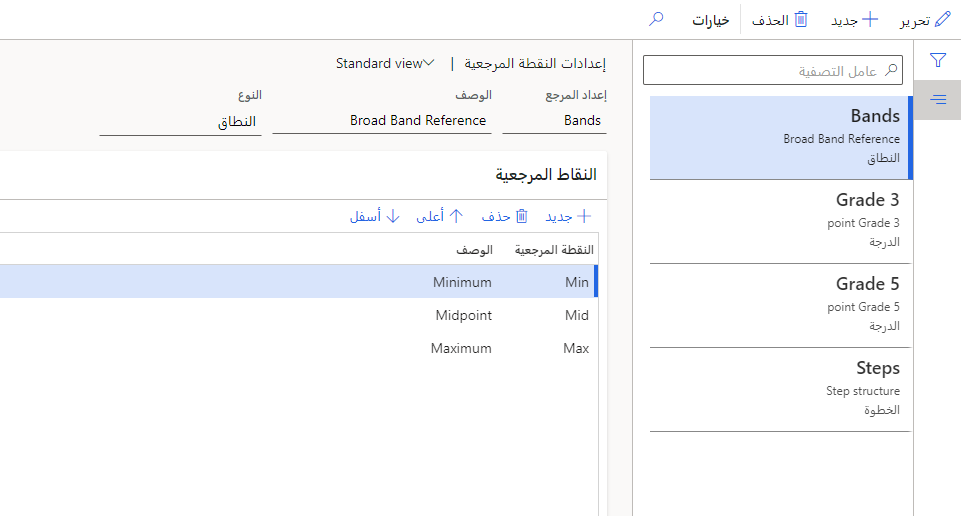 تحرير
جديد
الحذف
خيارات
عامل التصفية
Bands
Broad Band Reference
النطاق
Grade 3
point Grade 3
الدرجة
Grade 5
point Grade 5
الدرجة
Steps
Step structure
الخطوة
إعدادات النقطة المرجعية | Standard view
إعداد المرجع
الوصف
النوع
Bands
Broad Band Reference
النطاق
النقاط المرجعية
جديد
حذف
أعلى
أسفل
النقطة المرجعية
الوصف
Min
Minimum
Mid
Midpoint
Max
Maximum